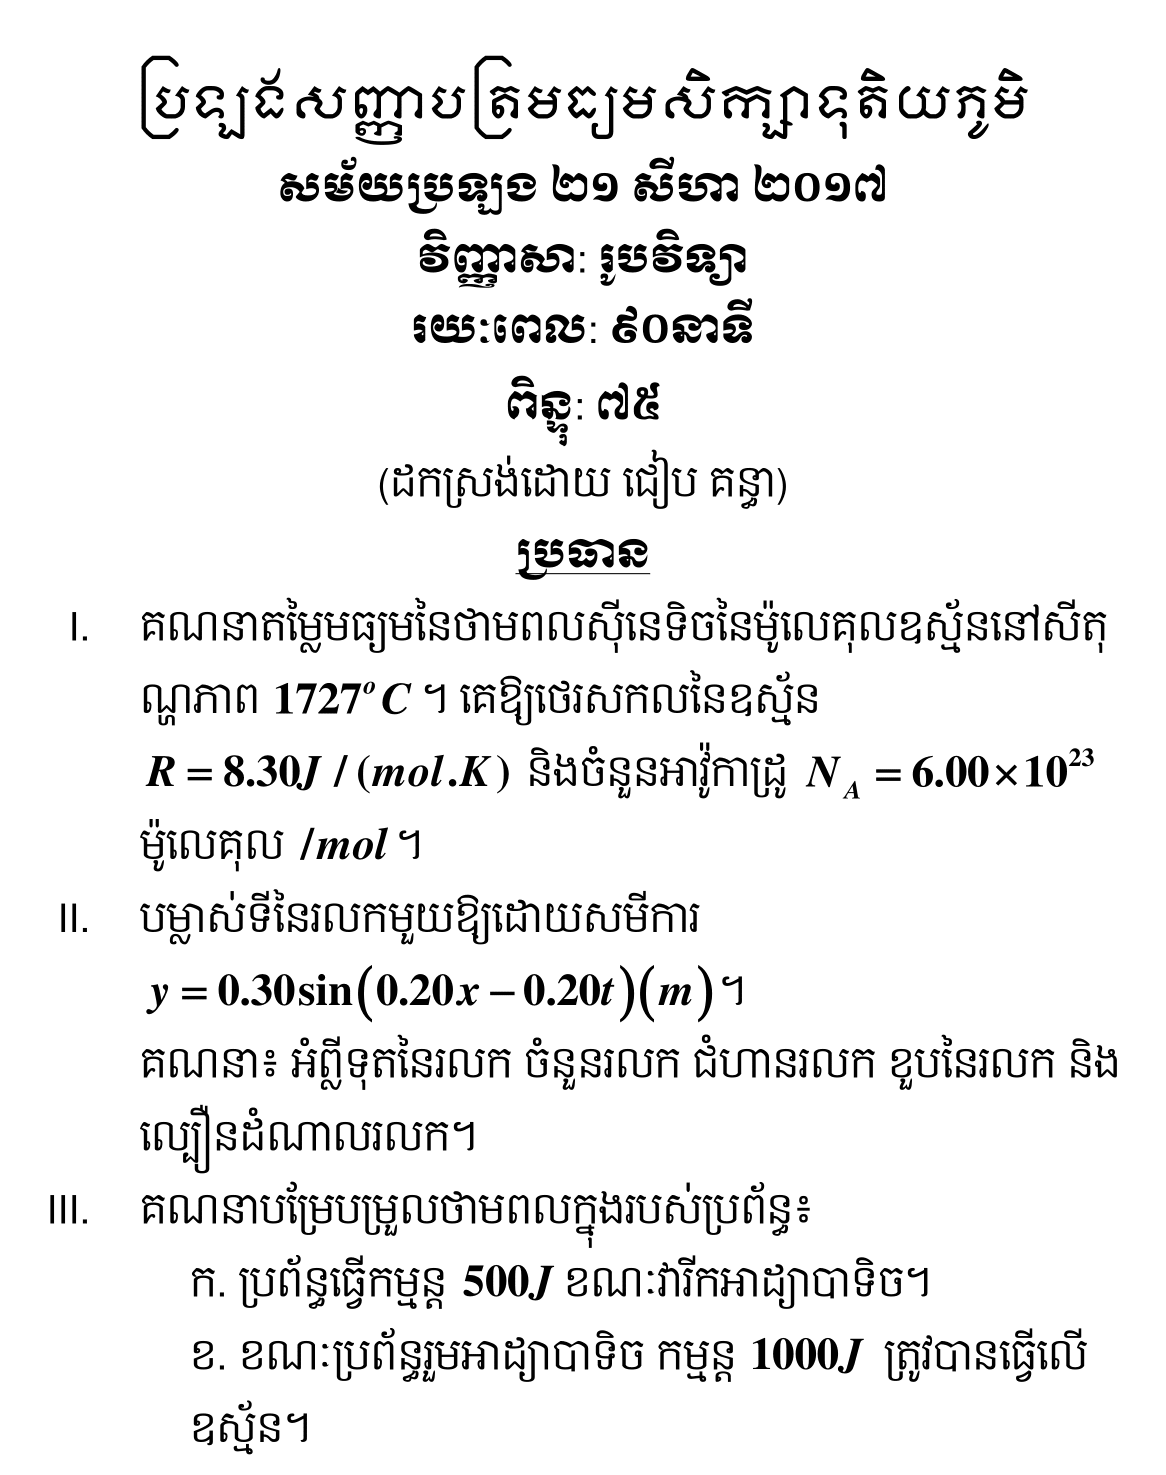 ប្រឡងសញ្ញាបត្រមធ្យមសិក្សាទុតិយភូមិ
សម័យប្រឡង ២១ សីហា ២០១៧
វិញ្ញាសា: រូបវិទ្យា
រយៈពេល: ៩០នាទី
ពិន្ទុ: ៧៥
(ដកស្រង់ដោយ ជៀប គន្ធា)
ប្រធាន
I. គណនាតម្លៃមធ្យមនៃថាមពលស៊ីនេទិចនៃម៉ូលេគុលឧស្ម័ននៅសីតុ
ណ្ហភាព 1727°C ។ គេឱ្យថេរសកលនៃឧស្ម័ន
R = 8.30J / (mol.K) និងចំនួនអាវ៉ូកាដ្រូ N_A = 6.00×10²³
ម៉ូលេគុល /mol ។
II. បម្លាស់ទីនៃរលកមួយឱ្យដោយសមីការ
y = 0.30sin(0.20x − 0.20t)(m)។
គណនា៖ អំព្លីទុតនៃរលក ចំនួនរលក ជំហានរលក ខួបនៃរលក និង
ល្បឿនដំណាលរលក។
III. គណនាបម្រែបម្រួលថាមពលក្នុងរបស់ប្រព័ន្ធ៖
ក. ប្រព័ន្ធធ្វើកម្មន្ត 500J ខណៈវារីកអាដ្យាបាទិច។
ខ. ខណៈប្រព័ន្ធរួមអាដ្យាបាទិច កម្មន្ត 1000J ត្រូវបានធ្វើលើ
ឧស្ម័ន។